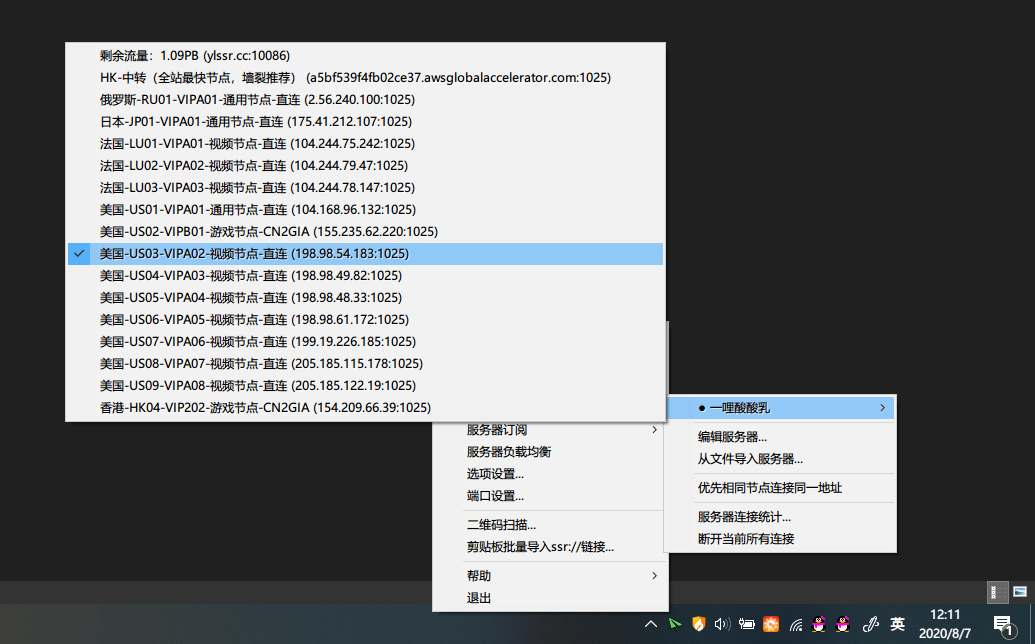 剩余流量：1.09PB (ylssr.cc:10086)
HK-中转（全站最快节点，墙裂推荐） (a5bf539f4fb02ce37.awsglobalaccelerator.com:1025)
俄罗斯-RU01-VIPA01-通用节点-直连 (2.56.240.100:1025)
日本-JP01-VIPA01-通用节点-直连 (175.41.212.107:1025)
法国-LU01-VIPA01-视频节点-直连 (104.244.75.242:1025)
法国-LU02-VIPA02-视频节点-直连 (104.244.79.47:1025)
法国-LU03-VIPA03-视频节点-直连 (104.244.78.147:1025)
美国-US01-VIPA01-通用节点-直连 (104.168.96.132:1025)
美国-US02-VIPB01-游戏节点-CN2GIA (155.235.62.220:1025)
美国-US03-VIPA02-视频节点-直连 (198.98.54.183:1025)
美国-US04-VIPA03-视频节点-直连 (198.98.49.82:1025)
美国-US05-VIPA04-视频节点-直连 (198.98.48.33:1025)
美国-US06-VIPA05-视频节点-直连 (198.98.61.172:1025)
美国-US07-VIPA06-视频节点-直连 (199.19.226.185:1025)
美国-US08-VIPA07-视频节点-直连 (205.185.115.178:1025)
美国-US09-VIPA08-视频节点-直连 (205.185.122.19:1025)
香港-HK04-VIP202-游戏节点-CN2GIA (154.209.66.39:1025)
● 一哩酸酸乳
编辑服务器...
从文件导入服务器...
优先相同节点连接同一地址
服务器连接统计...
断开当前所有连接
服务器订阅
服务器负载均衡
选项设置...
端口设置...
二维码扫描...
剪贴板批量导入ssr://链接...
帮助
退出
英
12:11
2020/8/7
1